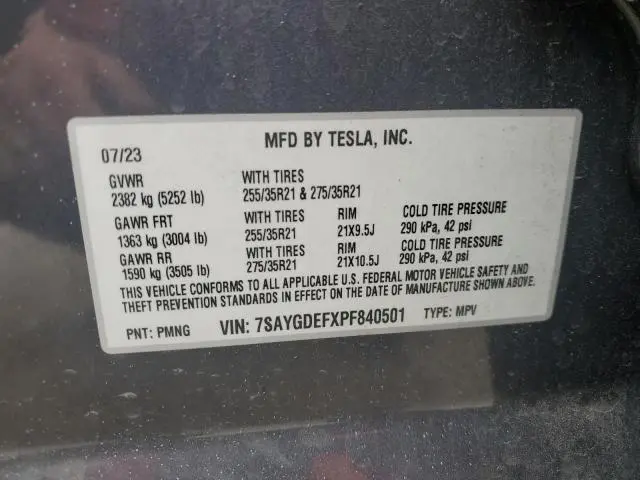 07/23 MFD BY TESLA, INC.
GVWR WITH TIRES
2382 kg (5252 lb) 255/35R21 & 275/35R21
GAWR FRT WITH TIRES RIM COLD TIRE PRESSURE
1363 kg (3004 lb) 255/35R21 21X9.5J 290 kPa, 42 psi
GAWR RR WITH TIRES RIM COLD TIRE PRESSURE
1590 kg (3505 lb) 275/35R21 21X10.5J 290 kPa, 42 psi
THIS VEHICLE CONFORMS TO ALL APPLICABLE U.S. FEDERAL MOTOR VEHICLE SAFETY AND
THEFT PREVENTION STANDARDS IN EFFECT ON THE DATE OF MANUFACTURE SHOWN ABOVE.
PNT: PMNG VIN: 7SAYGDEFXPF840501 TYPE: MPV